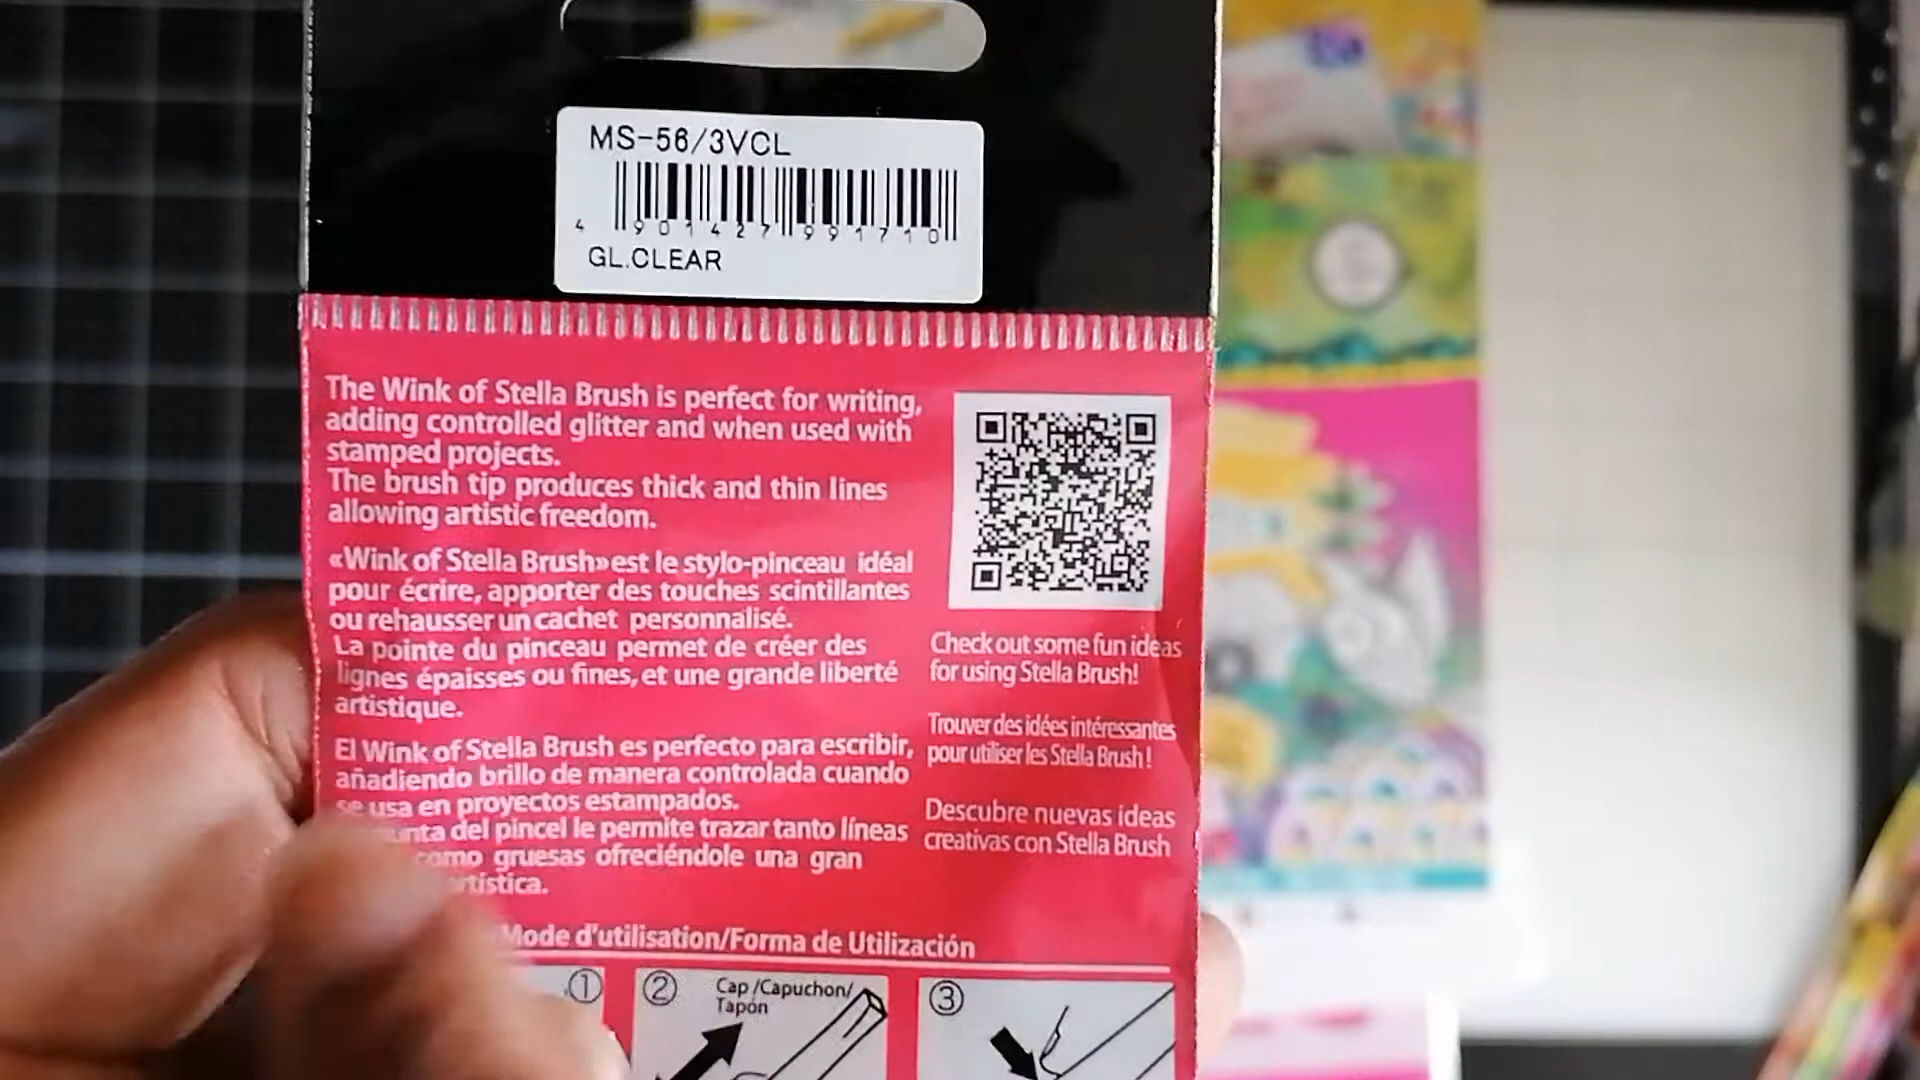 MS-56/3VCL
4 901427 991710
GL.CLEAR
The Wink of Stella Brush is perfect for writing,
adding controlled glitter and when used with
stamped projects.
The brush tip produces thick and thin lines
allowing artistic freedom.
«Wink of Stella Brush» est le stylo-pinceau idéal
pour écrire, apporter des touches scintillantes
ou rehausser un cachet personnalisé.
La pointe du pinceau permet de créer des
lignes épaisses ou fines, et une grande liberté
artistique.
El Wink of Stella Brush es perfecto para escribir,
añadiendo brillo de manera controlada cuando
se usa en proyectos estampados.
del pincel le permite trazar tanto líneas
como gruesas ofreciéndole una gran
Check out some fun ideas
for using Stella Brush!
Trouver des idées intéressantes
pour utiliser les Stella Brush !
Descubre nuevas ideas
creativas con Stella Brush
Mode d'utilisation/Forma de Utilización
①
②
Cap /Capuchon/
Tapón
③